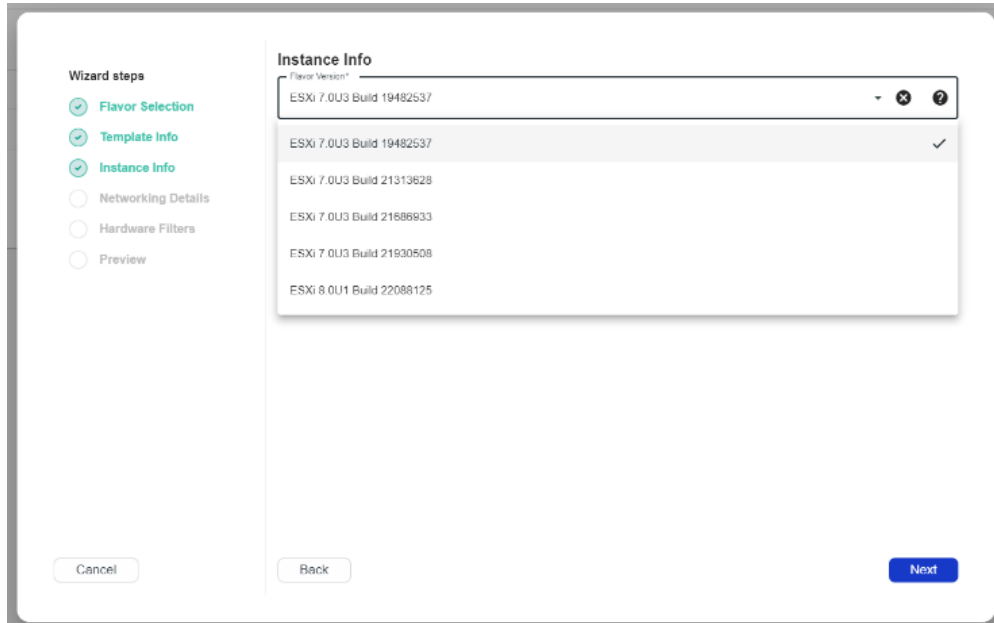 Wizard steps
Flavor Selection
Template Info
Instance Info
Networking Details
Hardware Filters
Preview
Instance Info
Flavor Version*
ESXi 7.0U3 Build 19482537
ESXi 7.0U3 Build 19482537
ESXi 7.0U3 Build 21313628
ESXi 7.0U3 Build 21686933
ESXi 7.0U3 Build 21930508
ESXi 8.0U1 Build 22088125
Cancel
Back
Next